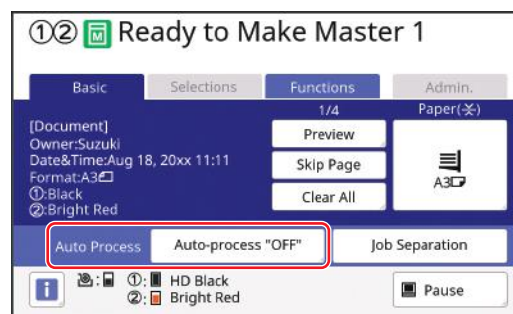 ①② M Ready to Make Master 1
Basic Selections Functions Admin.
1/4 Paper(⚹)
[Document]
Owner:Suzuki
Date&Time:Aug 18, 20xx 11:11
Format:A3
①:Black
②:Bright Red
Preview
Skip Page
Clear All
A3
Auto Process Auto-process "OFF" Job Separation
i ①: HD Black
②: Bright Red
Pause